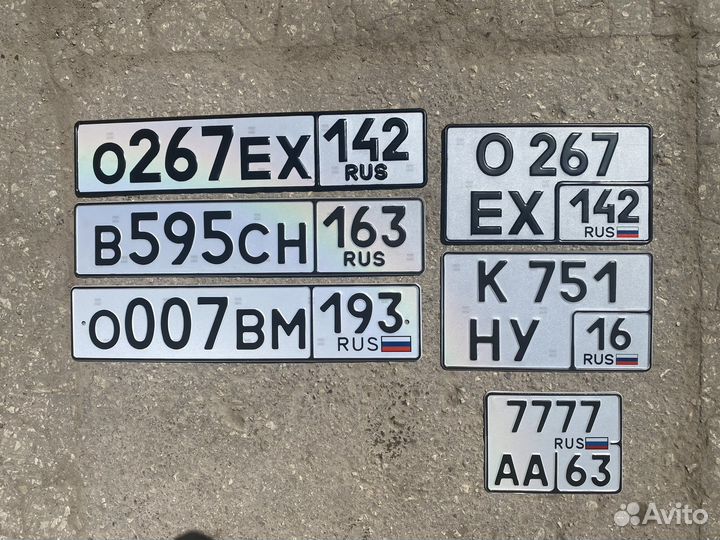 О267ЕХ 142
RUS
В595СН 163
RUS
О007ВМ 193
RUS
О 267
ЕХ 142
RUS
К 751
НУ 16
RUS
7777
RUS
АА 63
Avito